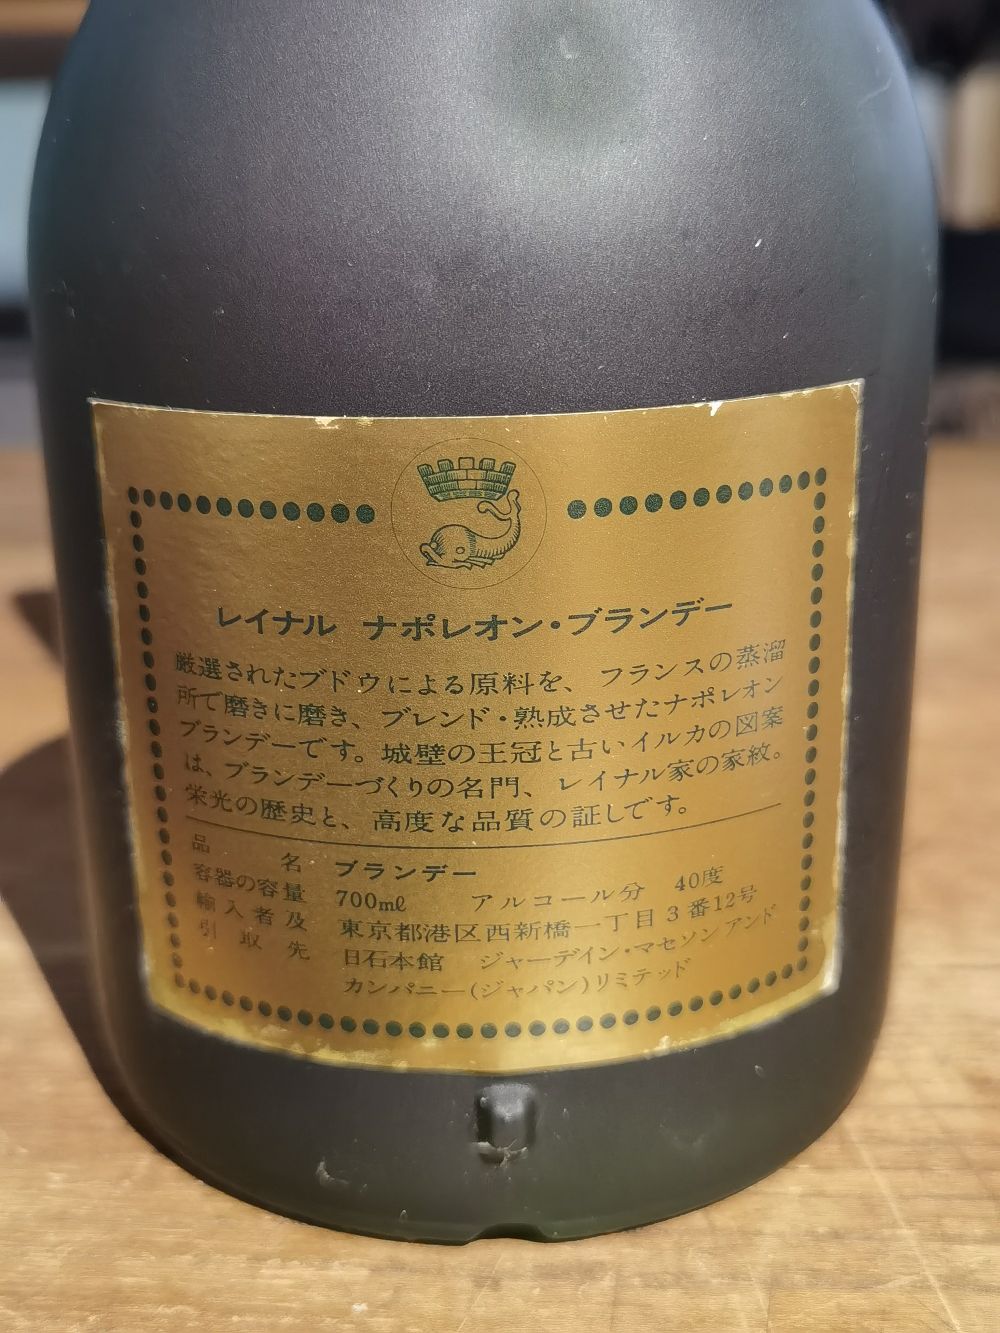 レイナル ナポレオン・ブランデー
厳選されたブドウによる原料を、フランスの蒸溜
所で磨きに磨き、ブレンド・熟成させたナポレオン
ブランデーです。城壁の王冠と古いイルカの図案
は、ブランデーづくりの名門、レイナル家の家紋。
栄光の歴史と、高度な品質の証しです。
品名 ブランデー
容器の容量 700mℓ アルコール分 40度
輸入者及 東京都港区西新橋一丁目3番12号
引取先 日石本館 ジャーデイン・マセソン アンド
カンパニー(ジャパン)リミテッド